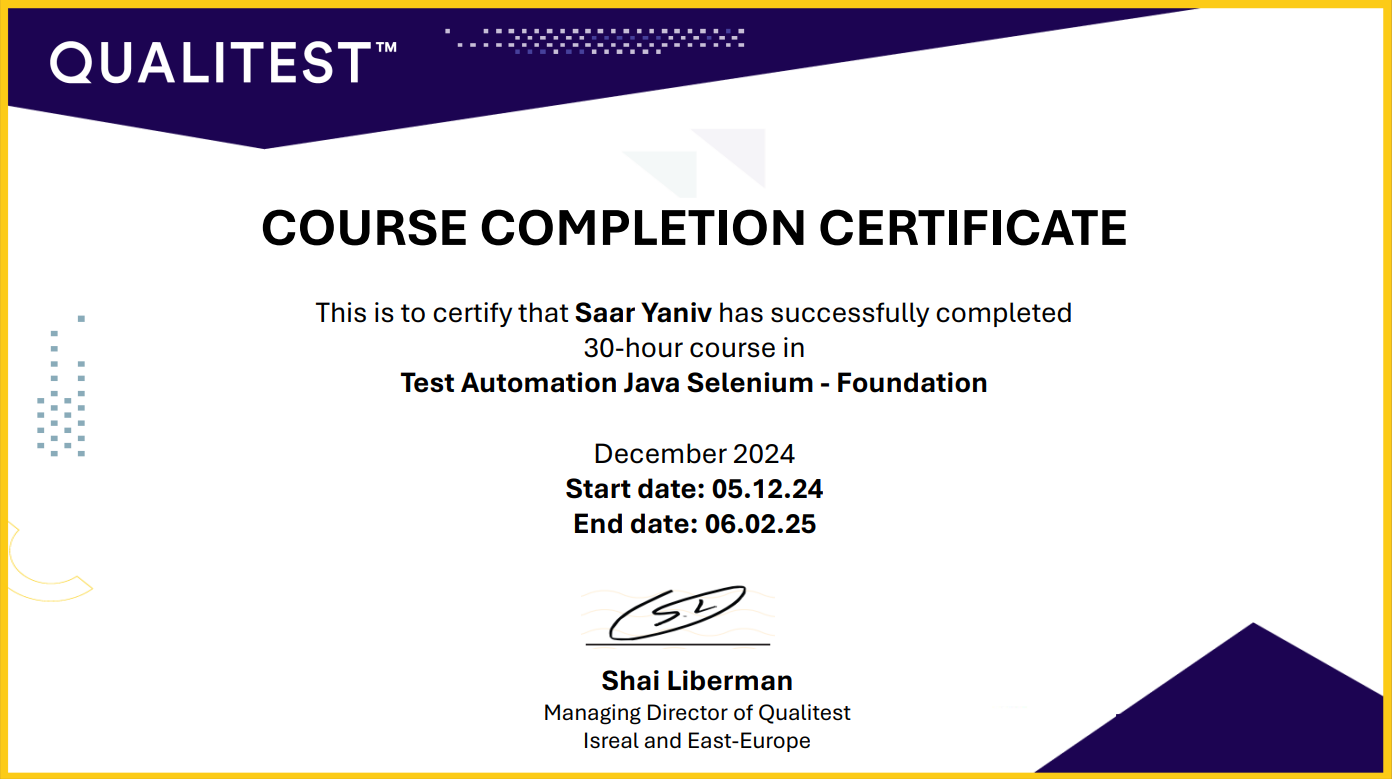 QUALITEST™
COURSE COMPLETION CERTIFICATE
This is to certify that Saar Yaniv has successfully completed
30-hour course in
Test Automation Java Selenium - Foundation
December 2024
Start date: 05.12.24
End date: 06.02.25
S.L
Shai Liberman
Managing Director of Qualitest
Isreal and East-Europe